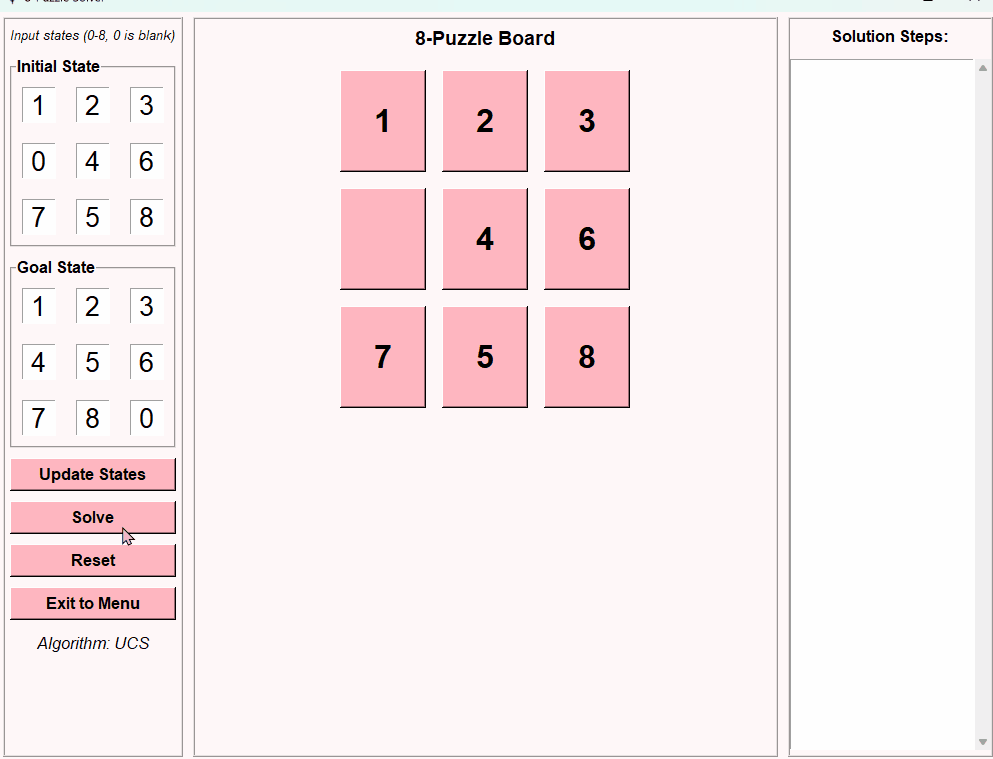 Input states (0-8, 0 is blank)
Initial State
1 2 3
0 4 6
7 5 8
Goal State
1 2 3
4 5 6
7 8 0
Update States
Solve
Reset
Exit to Menu
Algorithm: UCS
8-Puzzle Board
1 2 3
4 6
7 5 8
Solution Steps: